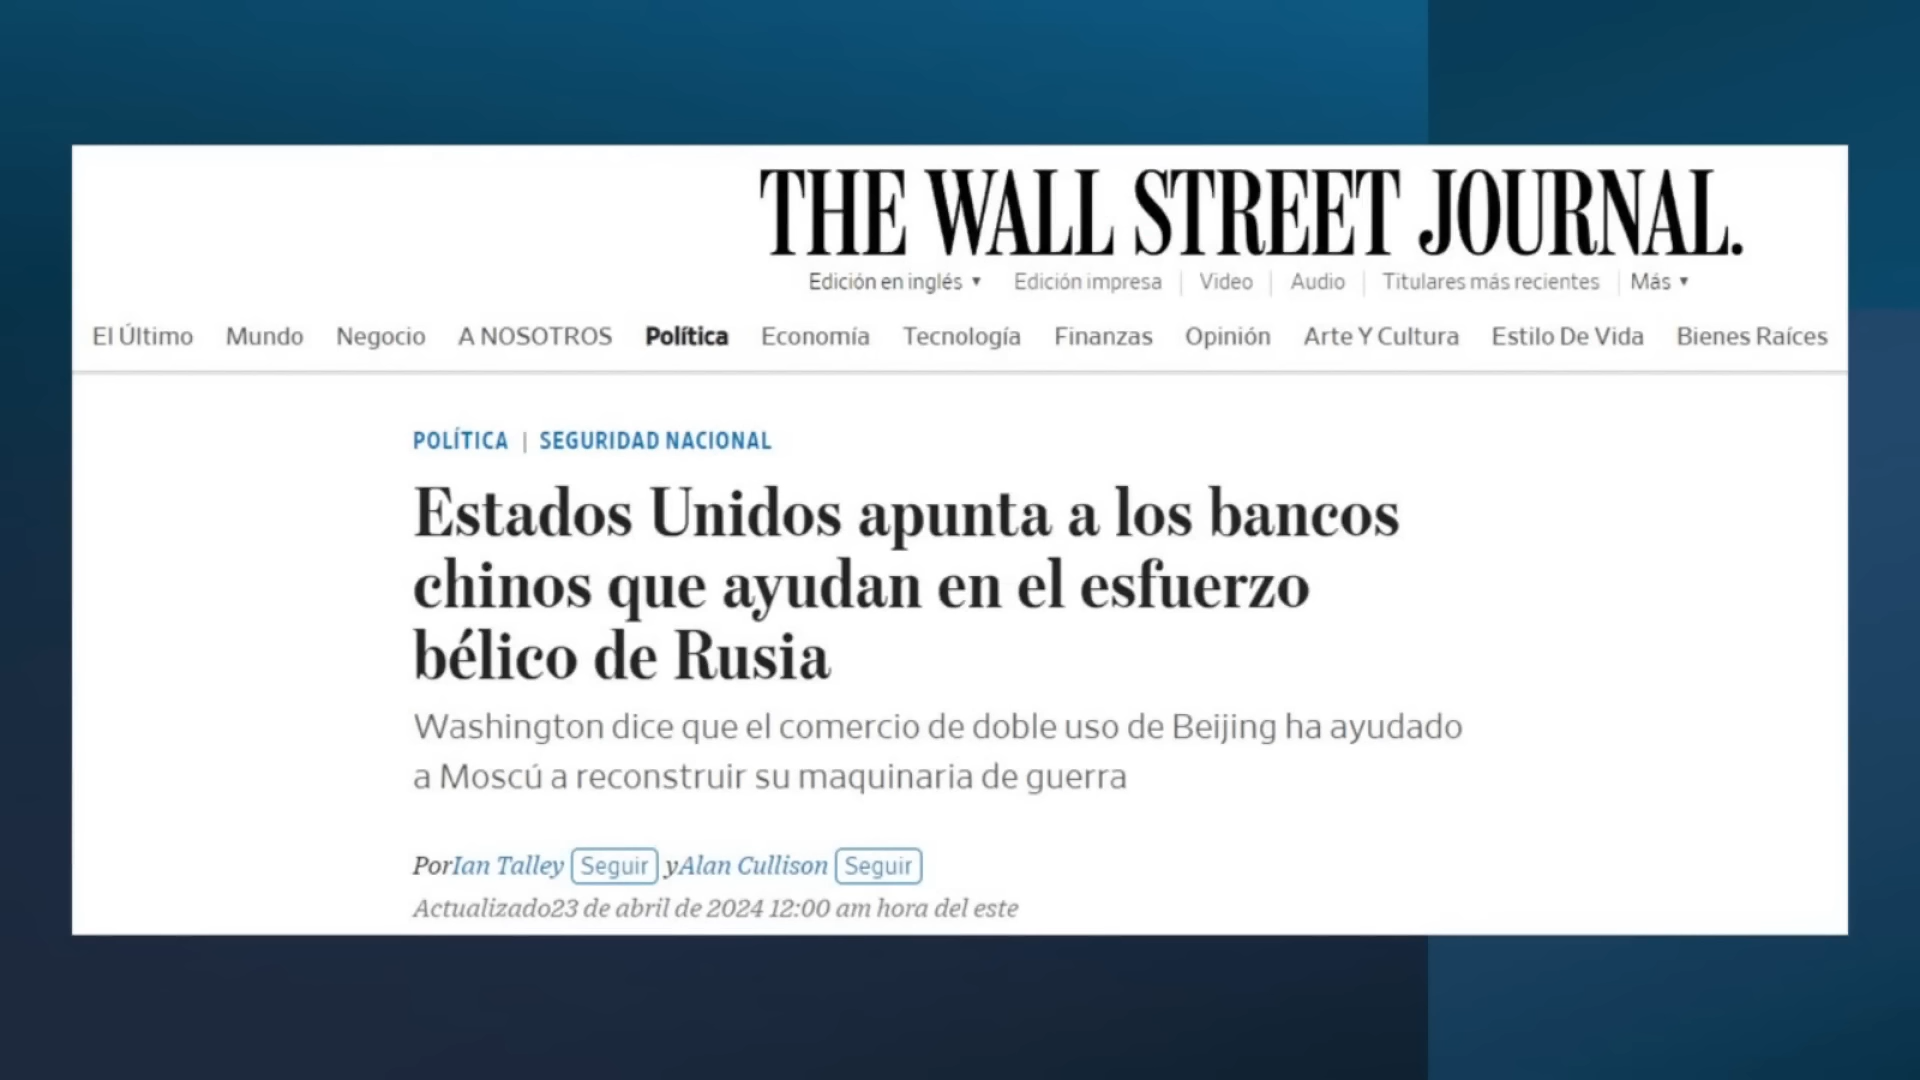 THE WALL STREET JOURNAL.
Edición en inglés ▼ Edición impresa | Video | Audio | Titulares más recientes | Más ▼
El Último Mundo Negocio A NOSOTROS Política Economía Tecnología Finanzas Opinión Arte Y Cultura Estilo De Vida Bienes Raíces
POLÍTICA | SEGURIDAD NACIONAL
Estados Unidos apunta a los bancos
chinos que ayudan en el esfuerzo
bélico de Rusia
Washington dice que el comercio de doble uso de Beijing ha ayudado
a Moscú a reconstruir su maquinaria de guerra
PorIan Talley Seguir yAlan Cullison Seguir
Actualizado23 de abril de 2024 12:00 am hora del este